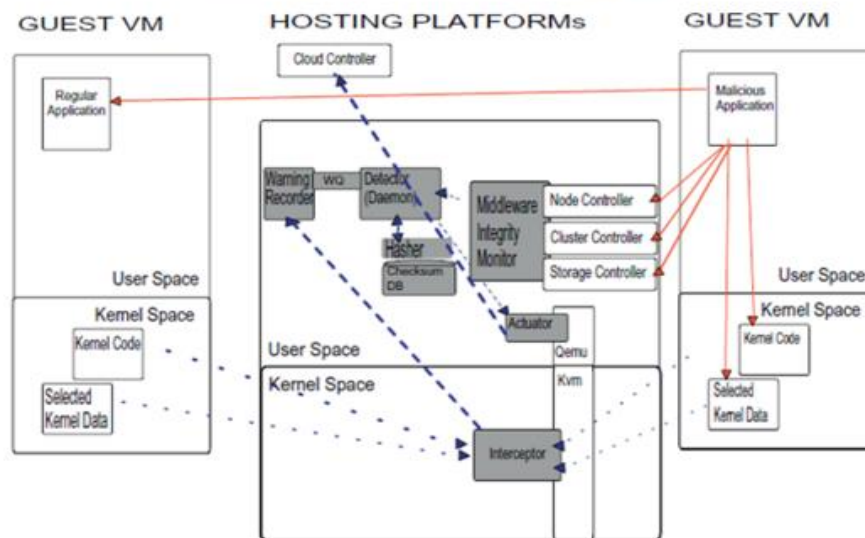 GUEST VM
HOSTING PLATFORMs
GUEST VM
Cloud Controller
Regular
Application
Malicious
Application
Warning
Recorder
WQ
Detector
(Daemon)
Hasher
Checksum
DB
Middleware
Integrity
Monitor
Node Controller
Cluster Controller
Storage Controller
User Space
User Space
Kernel Space
Kernel Space
Kernel Code
Kernel Code
Selected
Kernel Data
Selected
Kernel Data
Actuator
Qemu
User Space
Kernel Space
Kvm
Interceptor